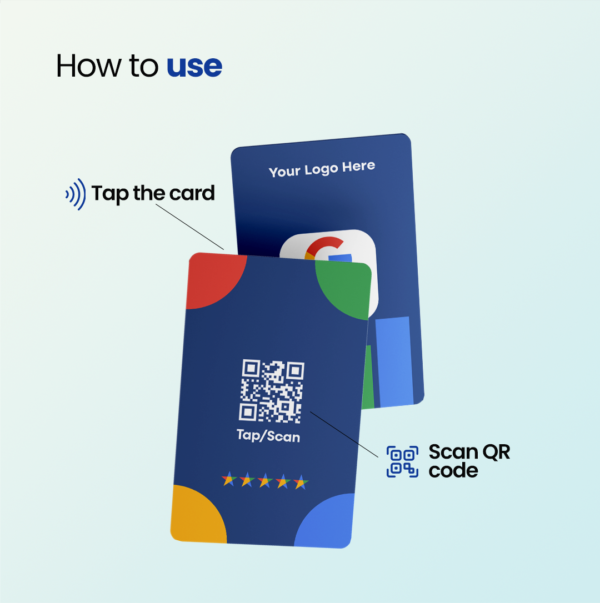 How to use
Your Logo Here
Tap the card
Tap/Scan
Scan QR
code